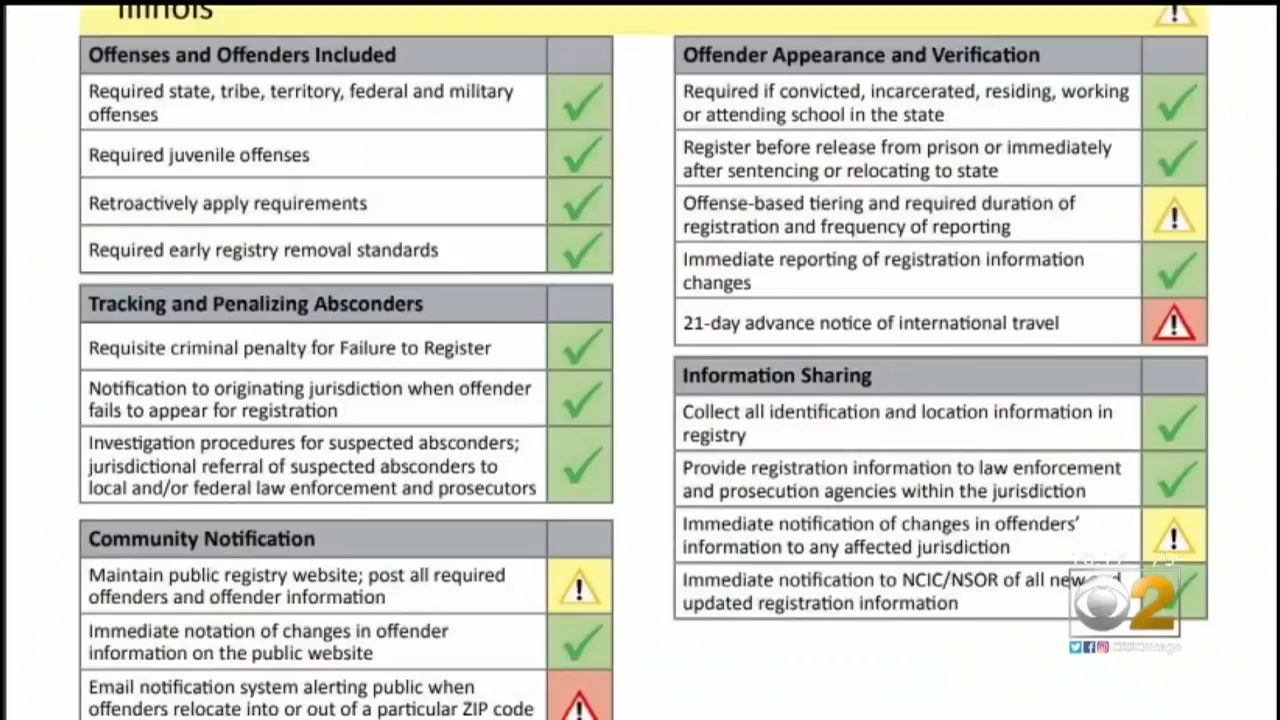 Illinois
Offenses and Offenders Included
Required state, tribe, territory, federal and military
offenses
Required juvenile offenses
Retroactively apply requirements
Required early registry removal standards
Tracking and Penalizing Absconders
Requisite criminal penalty for Failure to Register
Notification to originating jurisdiction when offender
fails to appear for registration
Investigation procedures for suspected absconders;
jurisdictional referral of suspected absconders to
local and/or federal law enforcement and prosecutors
Community Notification
Maintain public registry website; post all required
offenders and offender information
Immediate notation of changes in offender
information on the public website
Email notification system alerting public when
offenders relocate into or out of a particular ZIP code
Offender Appearance and Verification
Required if convicted, incarcerated, residing, working
or attending school in the state
Register before release from prison or immediately
after sentencing or relocating to state
Offense-based tiering and required duration of
registration and frequency of reporting
Immediate reporting of registration information
changes
21-day advance notice of international travel
Information Sharing
Collect all identification and location information in
registry
Provide registration information to law enforcement
and prosecution agencies within the jurisdiction
Immediate notification of changes in offenders'
information to any affected jurisdiction
Immediate notification to NCIC/NSOR of all new
updated registration information
2